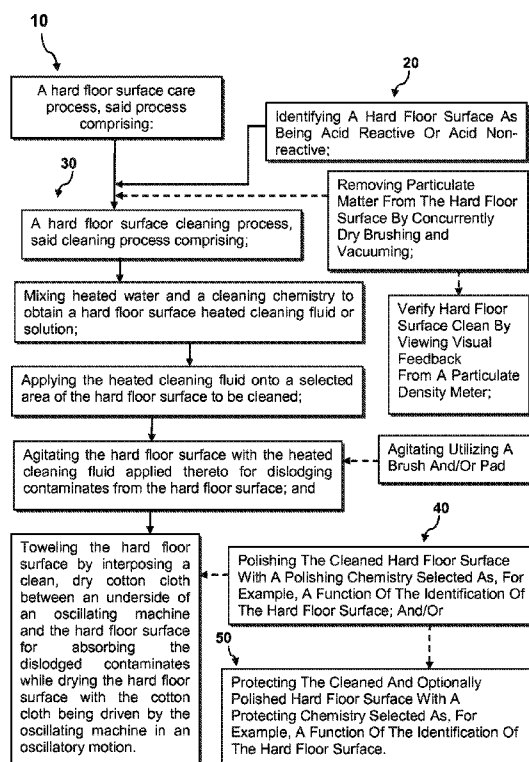 10
A hard floor surface care
process, said process
comprising:
20
Identifying A Hard Floor Surface As
Being Acid Reactive Or Acid Non-
reactive;
30
Removing Particulate
Matter From The Hard Floor
Surface By Concurrently
Dry Brushing and
Vacuuming;
A hard floor surface cleaning process,
said cleaning process comprising;
Mixing heated water and a cleaning chemistry to
obtain a hard floor surface heated cleaning fluid or
solution;
Verify Hard Floor
Surface Clean By
Viewing Visual
Feedback
From A Particulate
Density Meter;
Applying the heated cleaning fluid onto a selected
area of the hard floor surface to be cleaned;
Agitating the hard floor surface with the heated
cleaning fluid applied thereto for dislodging
contaminates from the hard floor surface; and
Agitating Utilizing A
Brush And/Or Pad
40
Toweling the hard floor
surface by interposing a
clean, dry cotton cloth
between an underside of
an oscillating machine
and the hard floor surface
for absorbing the
dislodged contaminates
while drying the hard floor
surface with the cotton
cloth being driven by the
oscillating machine in an
oscillatory motion.
Polishing The Cleaned Hard Floor Surface
With A Polishing Chemistry Selected As, For
Example, A Function Of The Identification Of
The Hard Floor Surface; And/Or
50
Protecting The Cleaned And Optionally
Polished Hard Floor Surface With A
Protecting Chemistry Selected As, For
Example, A Function Of The Identification Of
The Hard Floor Surface.